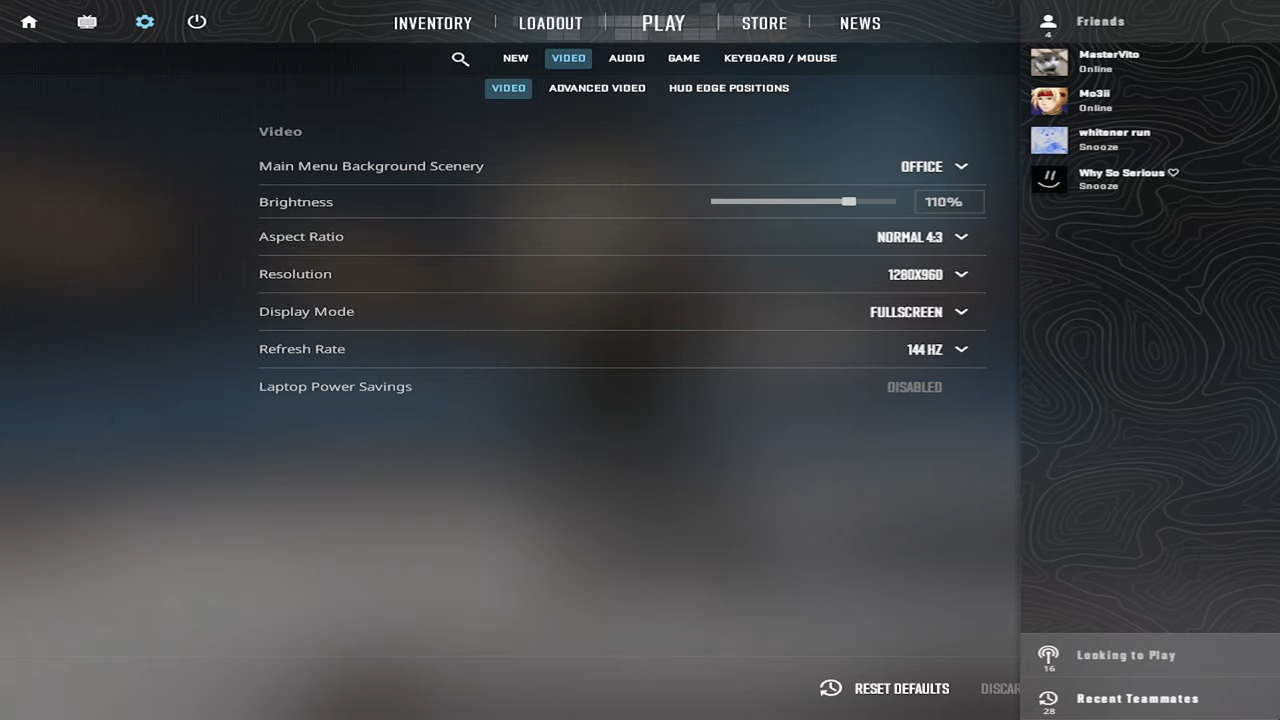 INVENTORY
LOADOUT
PLAY
STORE
NEWS
Friends
4
NEW
VIDEO
AUDIO
GAME
KEYBOARD / MOUSE
VIDEO
ADVANCED VIDEO
HUD EDGE POSITIONS
MasterVito
Online
Mo3ii
Online
whitener run
Snooze
Why So Serious ♡
Snooze
Video
Main Menu Background Scenery
OFFICE
Brightness
110%
Aspect Ratio
NORMAL 4:3
Resolution
1280X960
Display Mode
FULLSCREEN
Refresh Rate
144 HZ
Laptop Power Savings
DISABLED
RESET DEFAULTS
DISCAR
Looking to Play
16
Recent Teammates
28